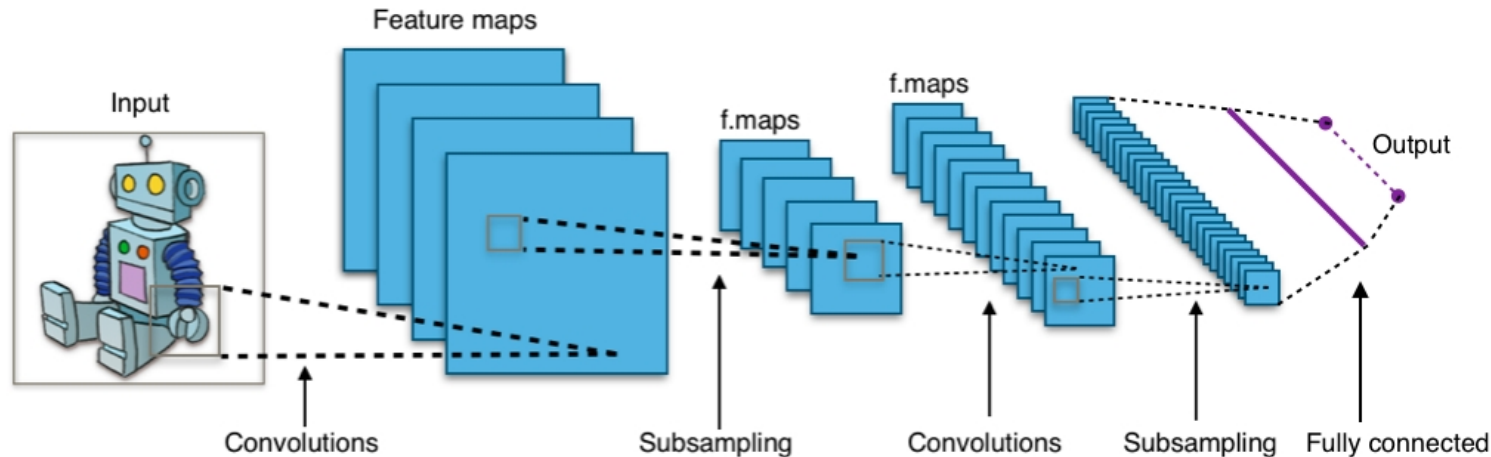 Feature maps
f.maps
Input
f.maps
Output
Convolutions
Subsampling
Convolutions
Subsampling
Fully connected